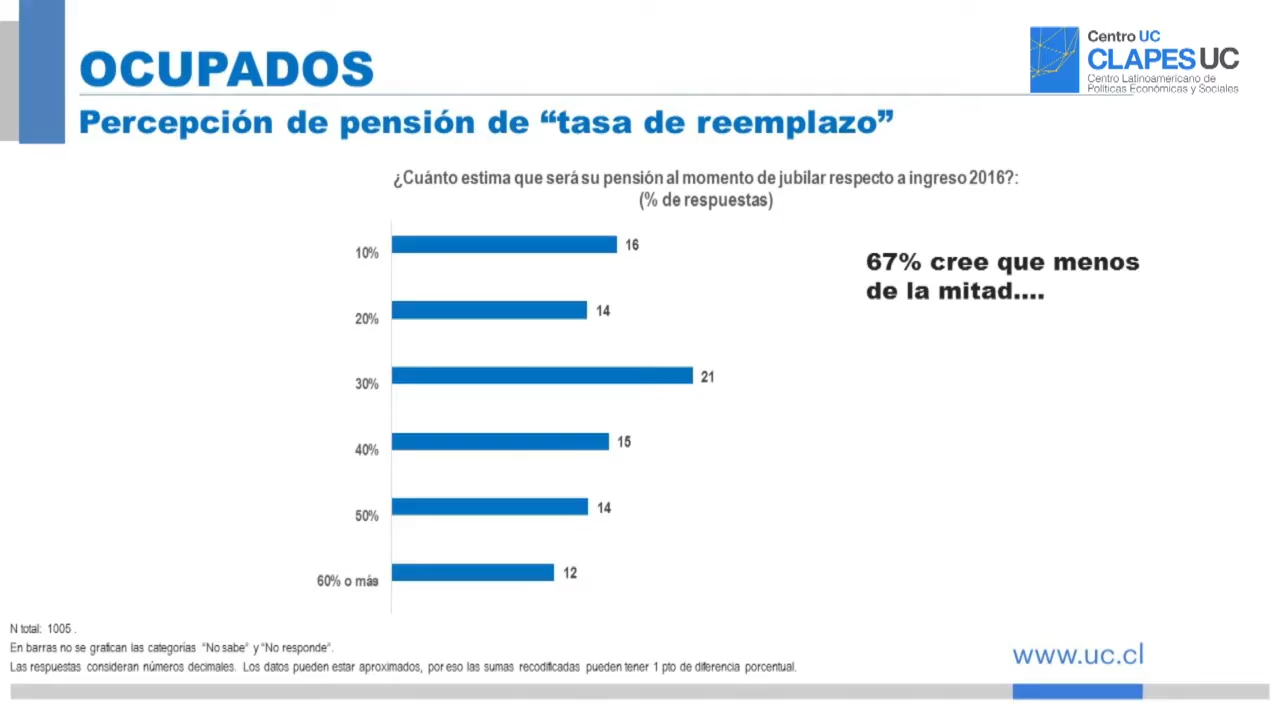 OCUPADOS
Centro UC
CLAPES UC
Centro Latinoamericano de
Políticas Económicas y Sociales
Percepción de pensión de “tasa de reemplazo”
¿Cuánto estima que será su pensión al momento de jubilar respecto a ingreso 2016?:
(% de respuestas)
10% 16
20% 14
30% 21
40% 15
50% 14
60% o más 12
67% cree que menos
de la mitad....
N total: 1005 .
En barras no se grafican las categorías “No sabe” y “No responde”.
Las respuestas consideran números decimales. Los datos pueden estar aproximados, por eso las sumas recodificadas pueden tener 1 pto de diferencia porcentual.
www.uc.cl